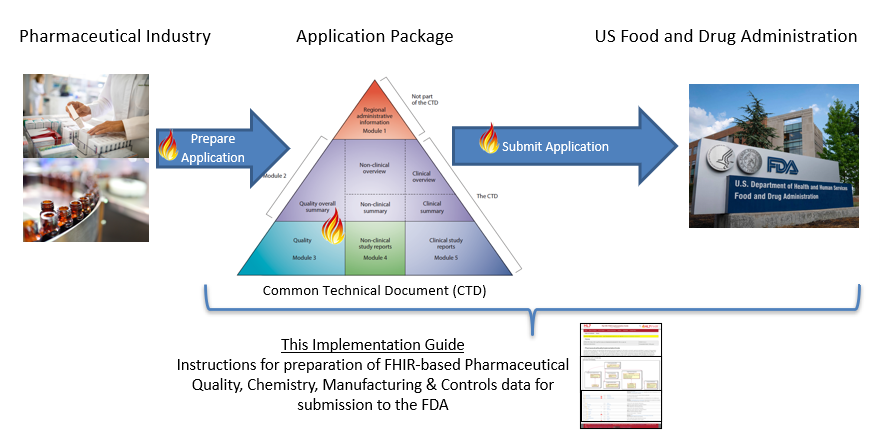 Pharmaceutical Industry
Application Package
US Food and Drug Administration
Prepare
Application
Submit Application
Regional
administrative
information
Module 1
Not part
of the CTD
Module 2
Non-clinical
overview
Clinical
overview
The CTD
Quality overall
summary
Non-clinical
summary
Clinical
summary
Quality
Module 3
Non-clinical
study reports
Module 4
Clinical study
reports
Module 5
FDA
U.S. Department of Health and Human Services
Food and Drug Administration
Common Technical Document (CTD)
This Implementation Guide
Instructions for preparation of FHIR-based Pharmaceutical
Quality, Chemistry, Manufacturing & Controls data for
submission to the FDA